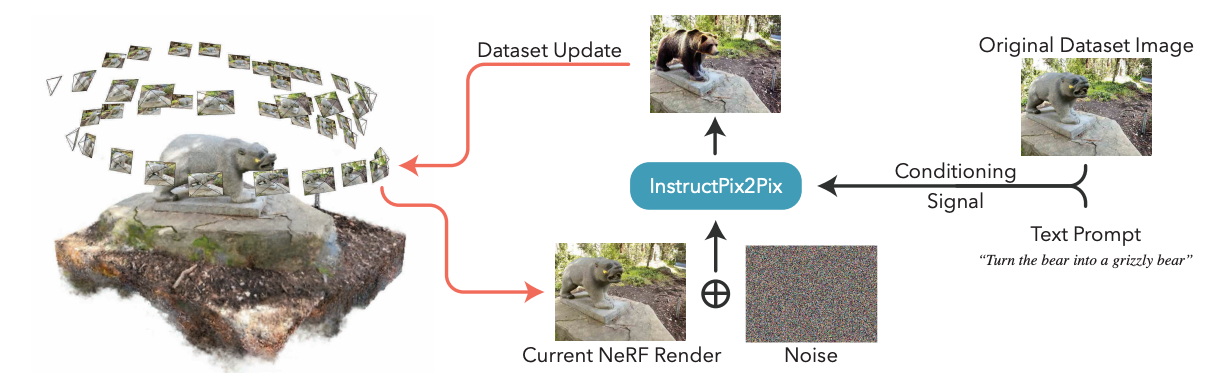 Dataset Update
Original Dataset Image
InstructPix2Pix
Conditioning
Signal
Text Prompt
“Turn the bear into a grizzly bear”
Current NeRF Render
Noise